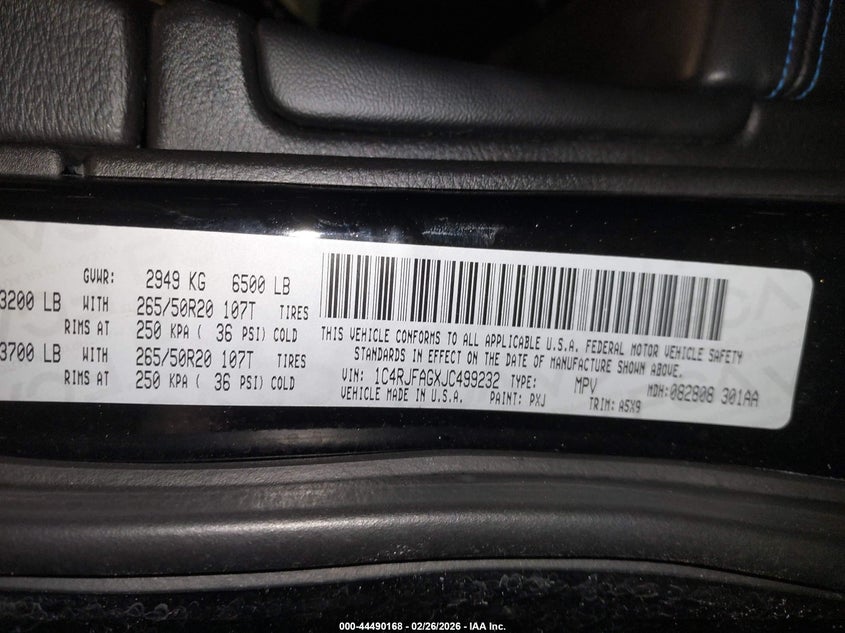 GVWR: 2949 KG 6500 LB
3200 LB WITH 265/50R20 107T TIRES
RIMS AT 250 KPA ( 36 PSI) COLD
3700 LB WITH 265/50R20 107T TIRES
RIMS AT 250 KPA ( 36 PSI) COLD
THIS VEHICLE CONFORMS TO ALL APPLICABLE U.S.A. FEDERAL MOTOR VEHICLE SAFETY
STANDARDS IN EFFECT ON THE DATE OF MANUFACTURE SHOWN ABOVE.
VIN: 1C4RJFAGXJC499232 TYPE: MPV MDH: 082808 301AA
VEHICLE MADE IN U.S.A. PAINT: PXJ TRIM: A5X9
000-44490168 - 02/26/2026 - IAA Inc.